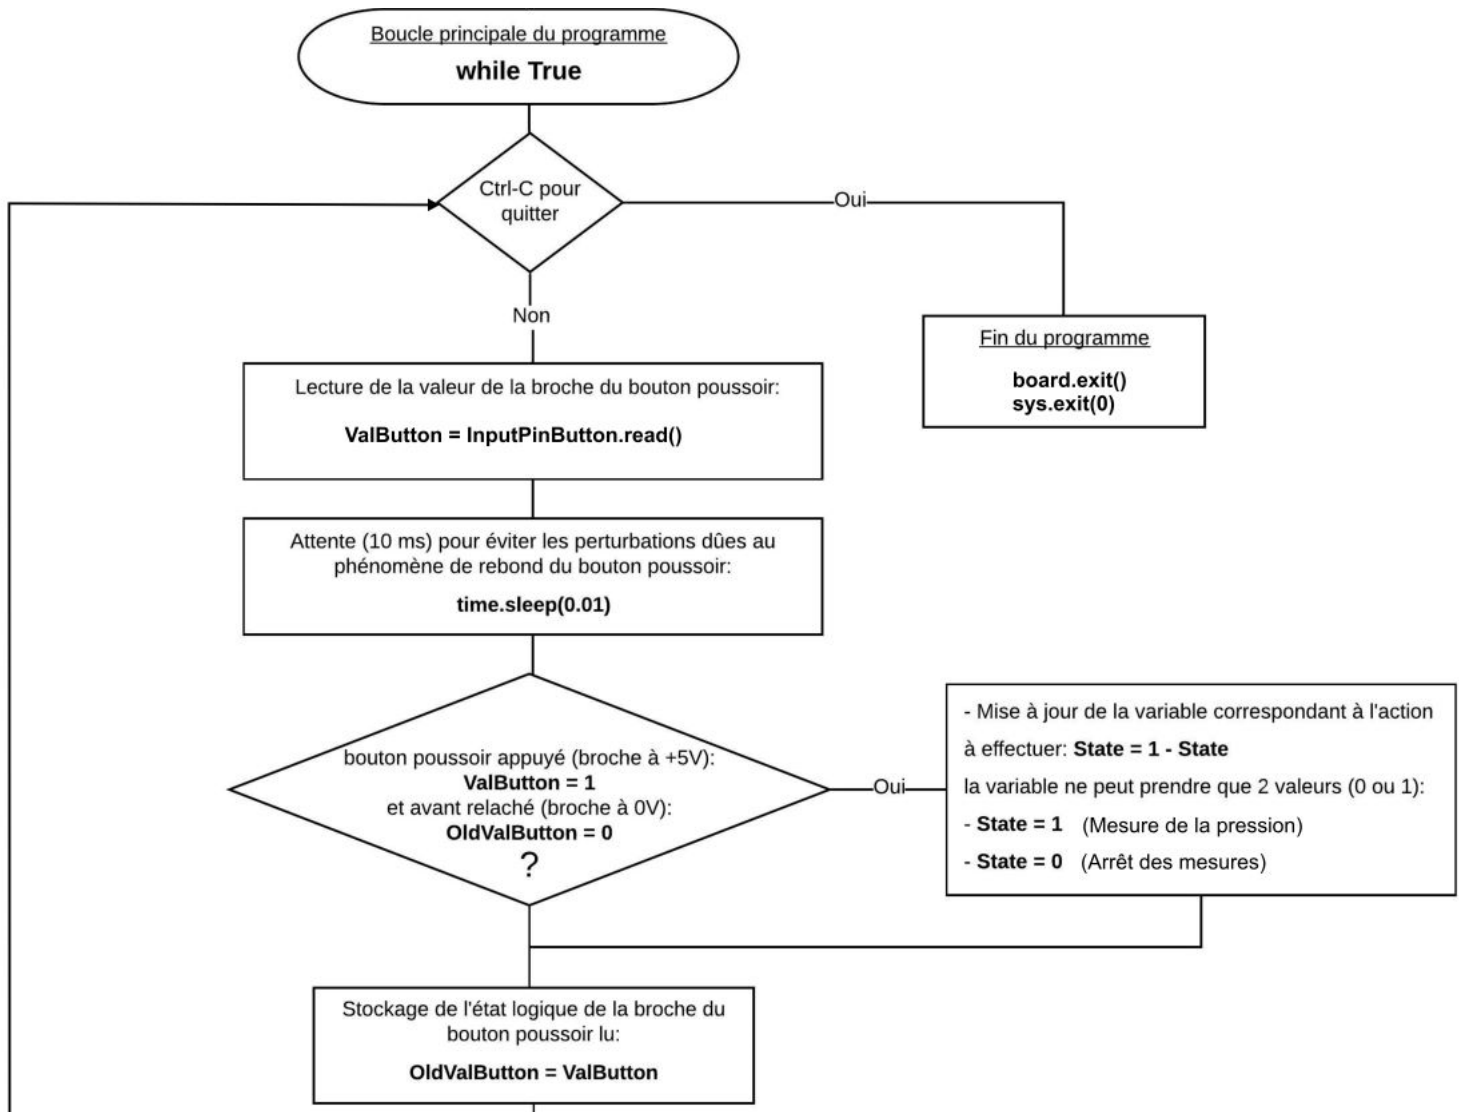 Boucle principale du programme
while True
Ctrl-C pour
quitter
Oui
Non
Fin du programme
board.exit()
sys.exit(0)
Lecture de la valeur de la broche du bouton poussoir:
ValButton = InputPinButton.read()
Attente (10 ms) pour éviter les perturbations dûes au
phénomène de rebond du bouton poussoir:
time.sleep(0.01)
bouton poussoir appuyé (broche à +5V):
ValButton = 1
et avant relaché (broche à 0V):
OldValButton = 0
?
Oui
- Mise à jour de la variable correspondant à l'action
à effectuer: State = 1 - State
la variable ne peut prendre que 2 valeurs (0 ou 1):
- State = 1 (Mesure de la pression)
- State = 0 (Arrêt des mesures)
Stockage de l'état logique de la broche du
bouton poussoir lu:
OldValButton = ValButton